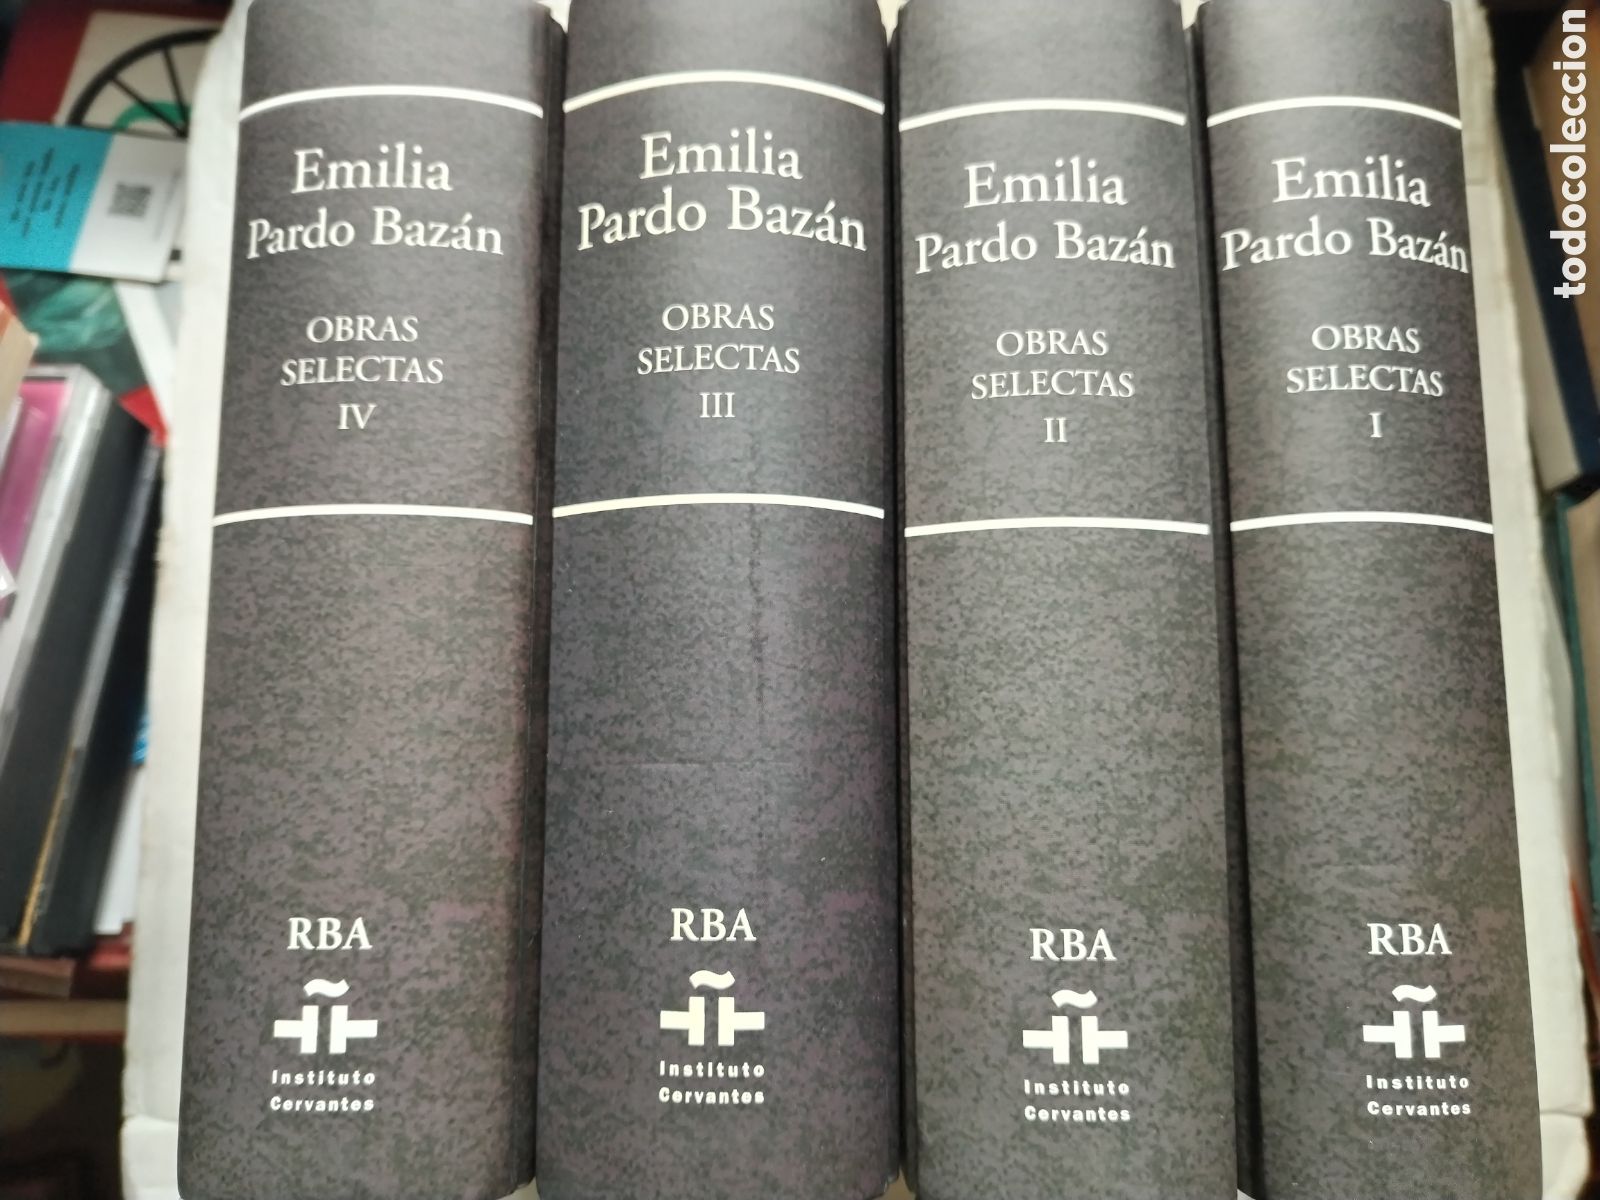 Emilia
Pardo Bazán
OBRAS
SELECTAS
IV
RBA
Instituto
Cervantes
Emilia
Pardo Bazán
OBRAS
SELECTAS
III
RBA
Instituto
Cervantes
Emilia
Pardo Bazán
OBRAS
SELECTAS
II
RBA
Instituto
Cervantes
Emilia
Pardo Bazán
OBRAS
SELECTAS
I
RBA
Instituto
Cervantes
todocoleccion